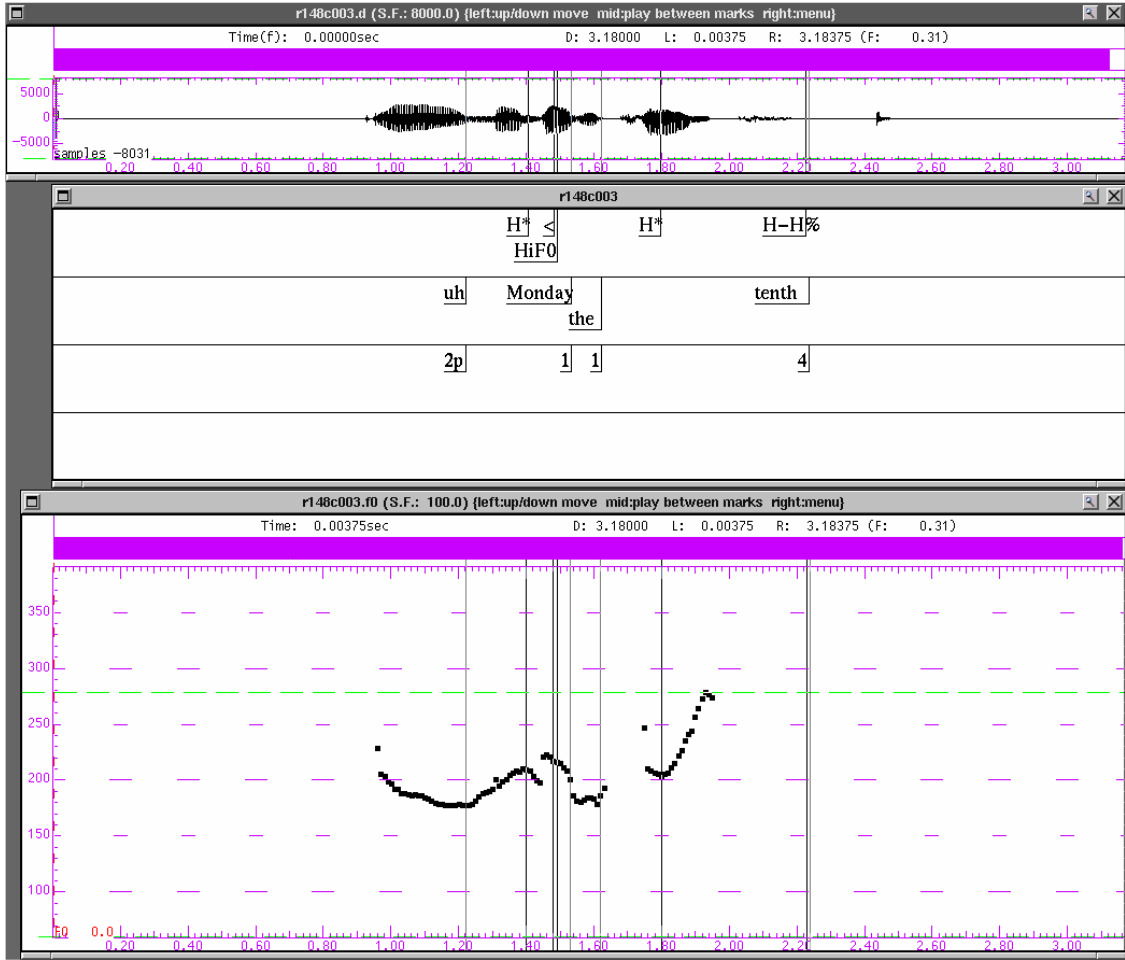 r148c003.d (S.F.: 8000.0) {left:up/down move mid:play between marks right:menu}
Time(f): 0.00000sec D: 3.18000 L: 0.00375 R: 3.18375 (F: 0.31)
5000
0
-5000
samples -8031
0.20 0.40 0.60 0.80 1.00 1.20 1.40 1.60 1.80 2.00 2.20 2.40 2.60 2.80 3.00
r148c003
H* < H* H-H%
HiF0
uh Monday tenth
the
2p 1 1 4
r148c003.f0 (S.F.: 100.0) {left:up/down move mid:play between marks right:menu}
Time: 0.00375sec D: 3.18000 L: 0.00375 R: 3.18375 (F: 0.31)
350
300
250
200
150
100
F0 0.0
0.20 0.40 0.60 0.80 1.00 1.20 1.40 1.60 1.80 2.00 2.20 2.40 2.60 2.80 3.00